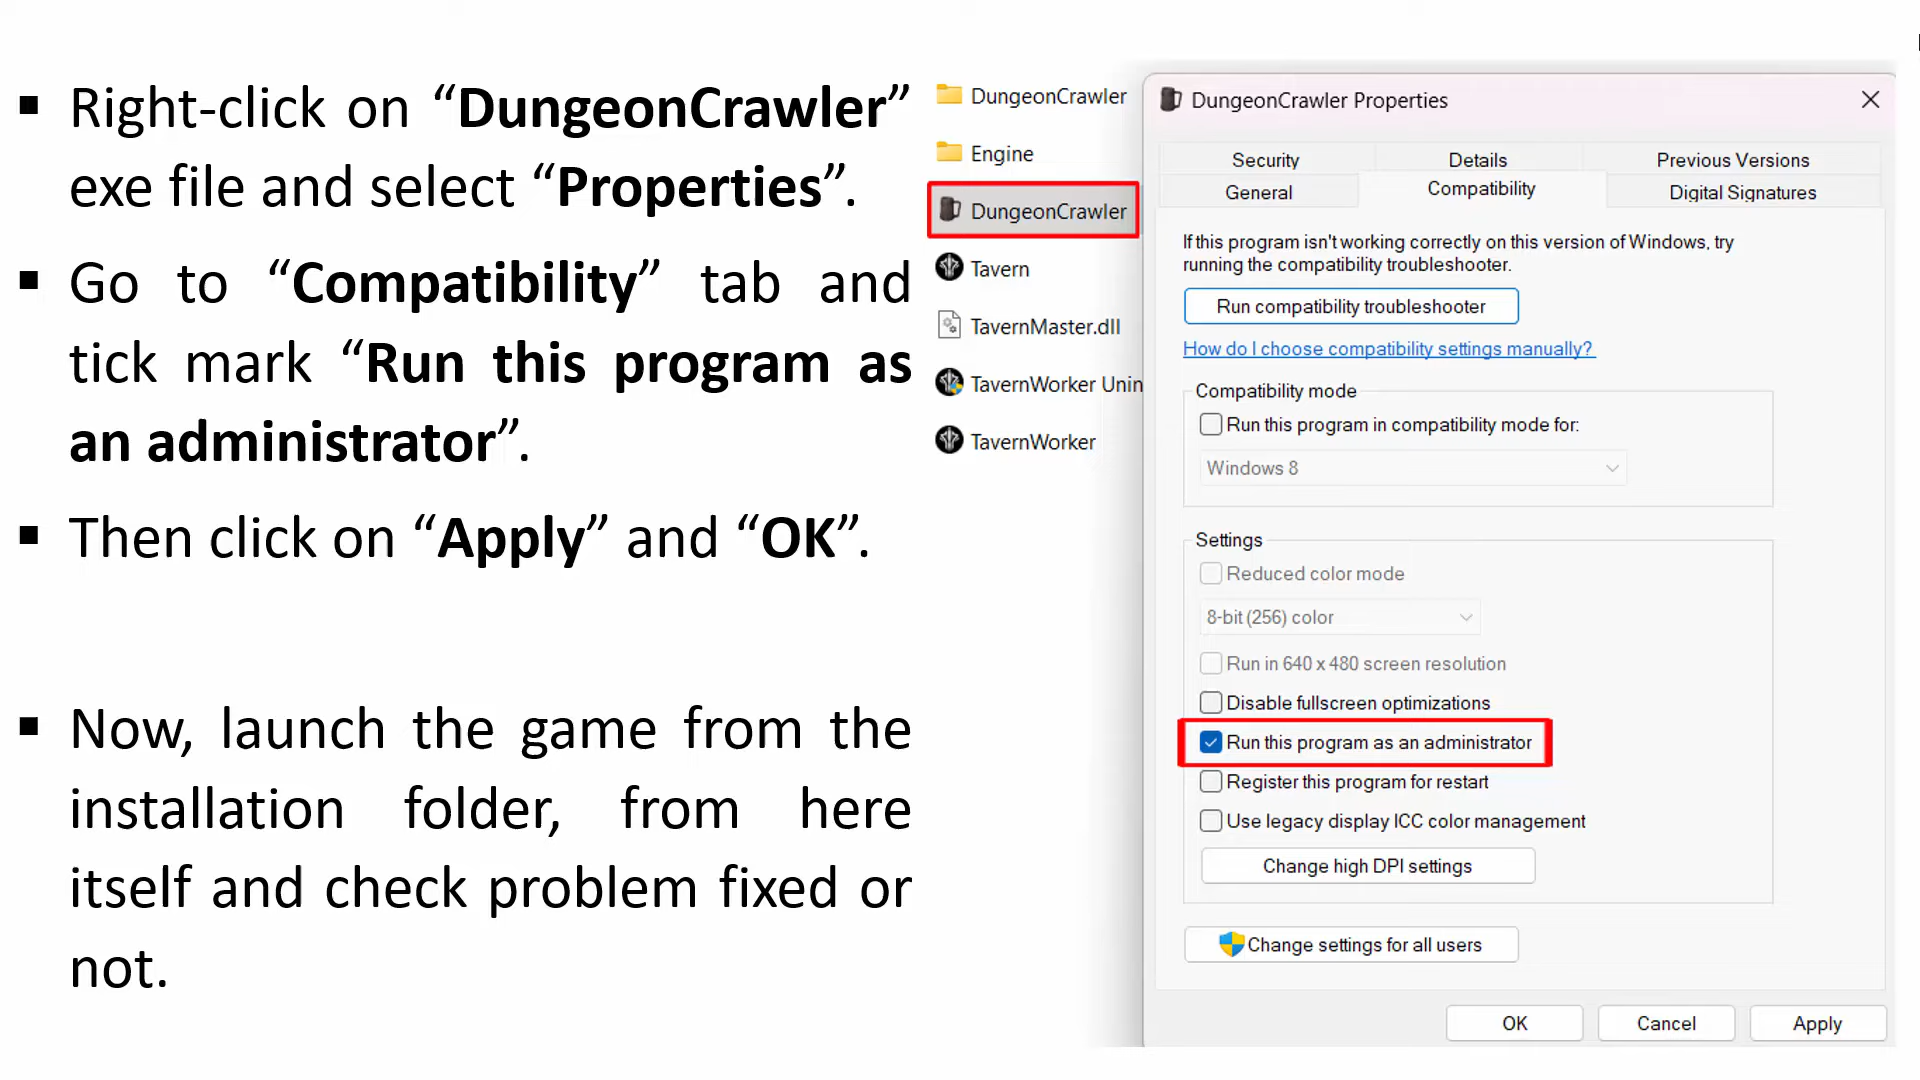 ▪ Right-click on “DungeonCrawler”
exe file and select “Properties”.
▪ Go to “Compatibility” tab and
tick mark “Run this program as
an administrator”.
▪ Then click on “Apply” and “OK”.
▪ Now, launch the game from the
installation folder, from here
itself and check problem fixed or
not.
DungeonCrawler
Engine
DungeonCrawler
Tavern
TavernMaster.dll
TavernWorker Unin
TavernWorker
DungeonCrawler Properties
Security Details Previous Versions
General Compatibility Digital Signatures
If this program isn't working correctly on this version of Windows, try
running the compatibility troubleshooter.
Run compatibility troubleshooter
How do I choose compatibility settings manually?
Compatibility mode
Run this program in compatibility mode for:
Windows 8
Settings
Reduced color mode
8-bit (256) color
Run in 640 x 480 screen resolution
Disable fullscreen optimizations
Run this program as an administrator
Register this program for restart
Use legacy display ICC color management
Change high DPI settings
Change settings for all users
OK Cancel Apply